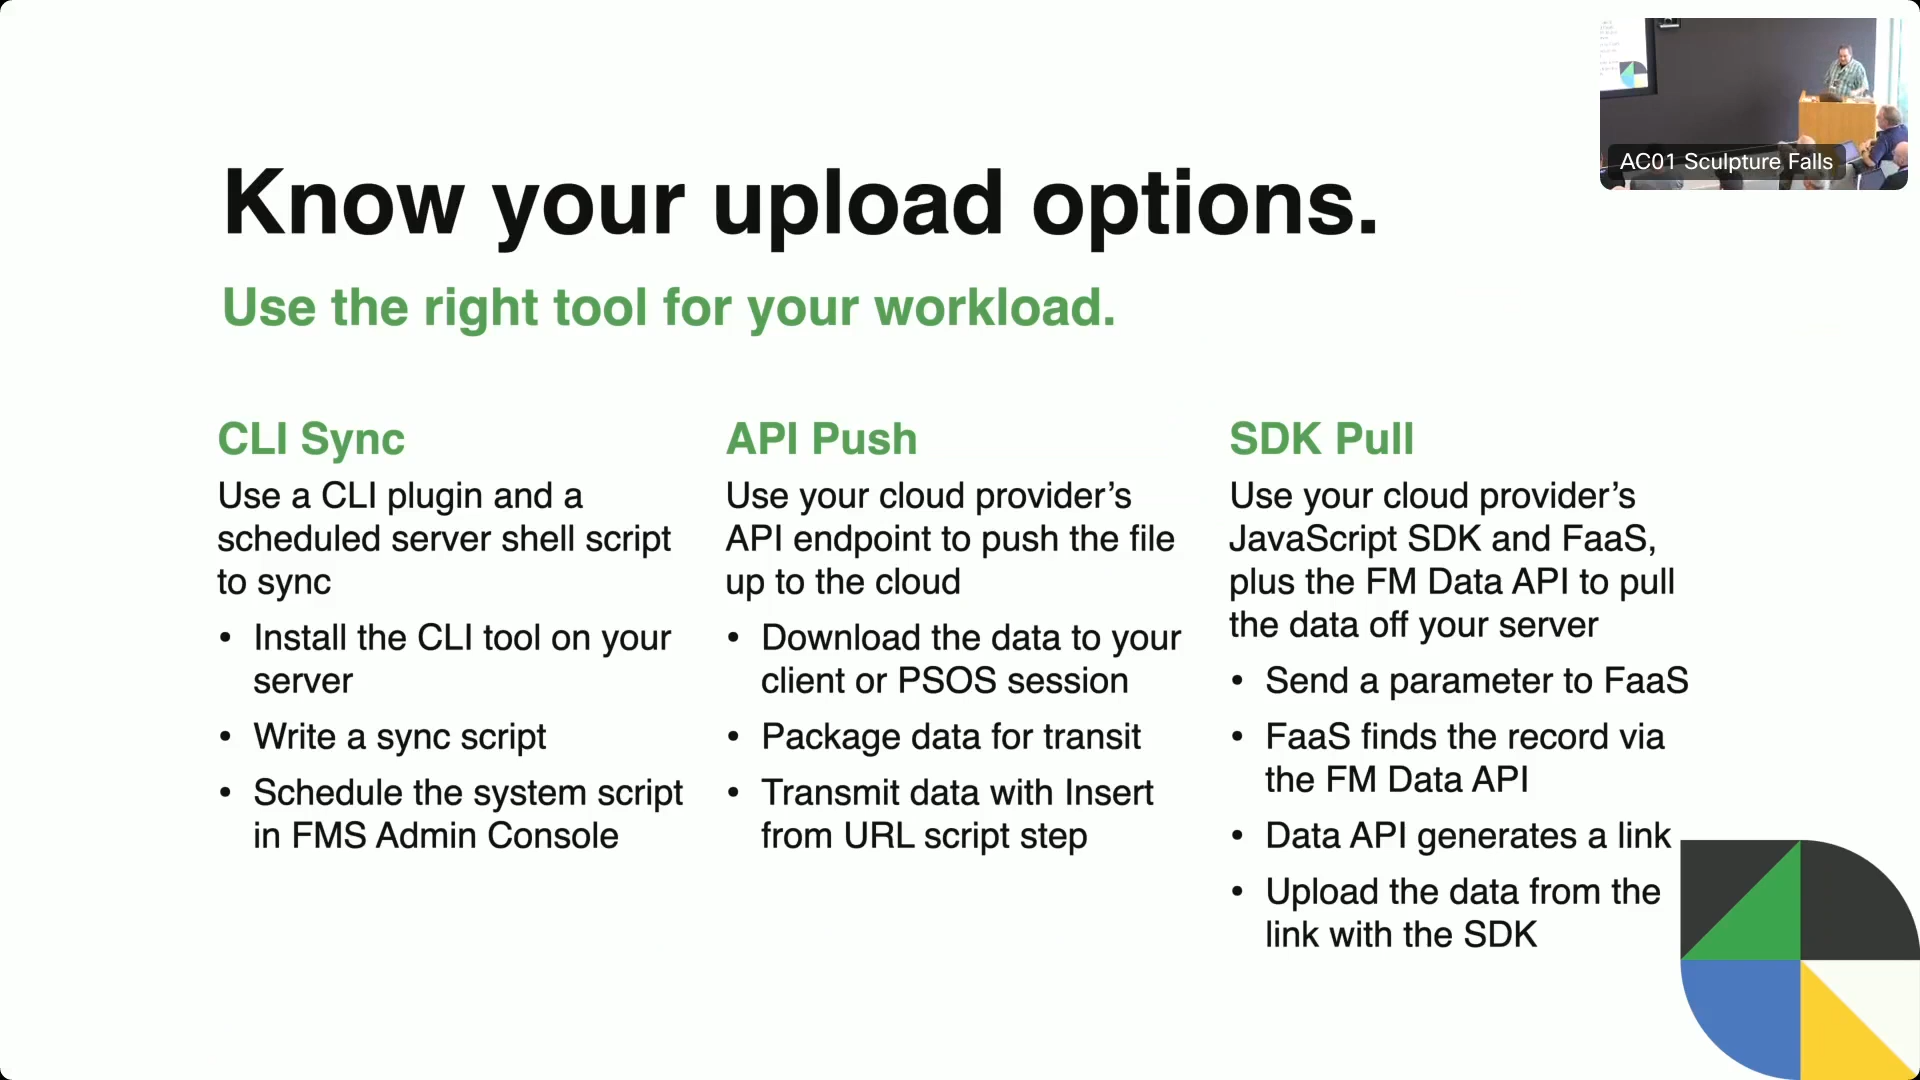 AC01 Sculpture Falls
Know your upload options.
Use the right tool for your workload.
CLI Sync
Use a CLI plugin and a
scheduled server shell script
to sync
• Install the CLI tool on your
server
• Write a sync script
• Schedule the system script
in FMS Admin Console
API Push
Use your cloud provider’s
API endpoint to push the file
up to the cloud
• Download the data to your
client or PSOS session
• Package data for transit
• Transmit data with Insert
from URL script step
SDK Pull
Use your cloud provider’s
JavaScript SDK and FaaS,
plus the FM Data API to pull
the data off your server
• Send a parameter to FaaS
• FaaS finds the record via
the FM Data API
• Data API generates a link
• Upload the data from the
link with the SDK